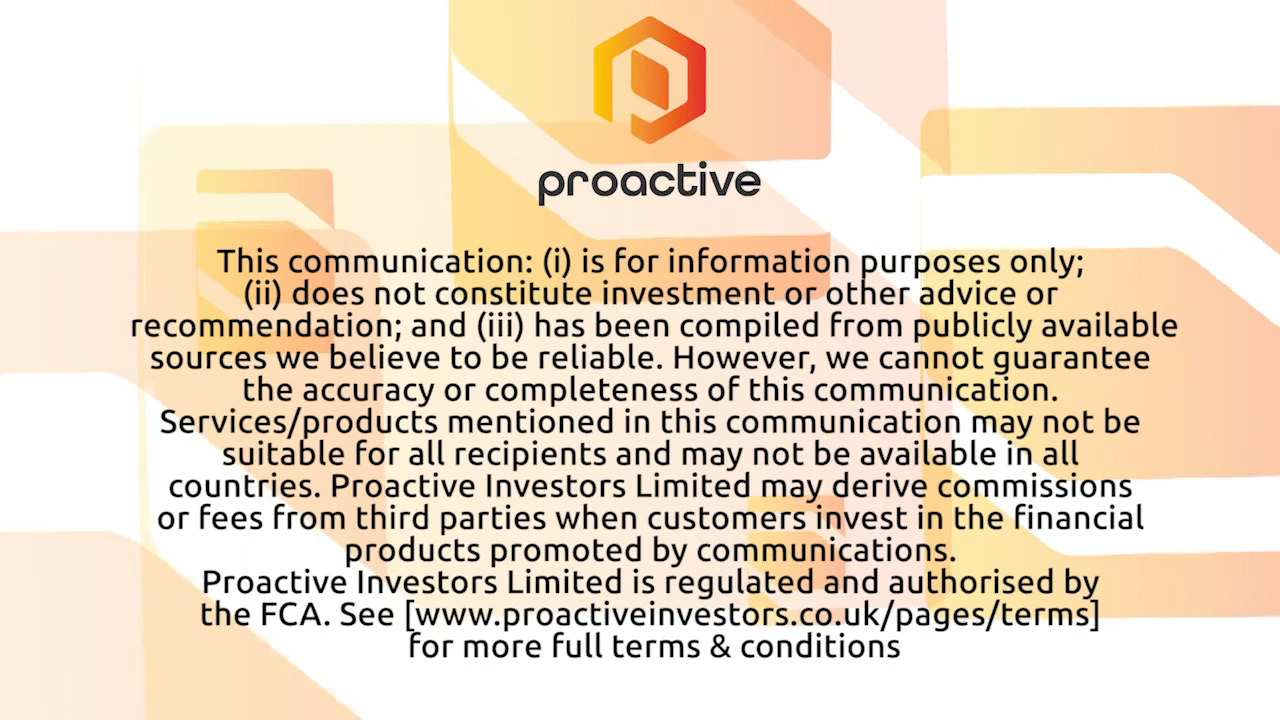 proactive
This communication: (i) is for information purposes only;
(ii) does not constitute investment or other advice or
recommendation; and (iii) has been compiled from publicly available
sources we believe to be reliable. However, we cannot guarantee
the accuracy or completeness of this communication.
Services/products mentioned in this communication may not be
suitable for all recipients and may not be available in all
countries. Proactive Investors Limited may derive commissions
or fees from third parties when customers invest in the financial
products promoted by communications.
Proactive Investors Limited is regulated and authorised by
the FCA. See [www.proactiveinvestors.co.uk/pages/terms]
for more full terms & conditions